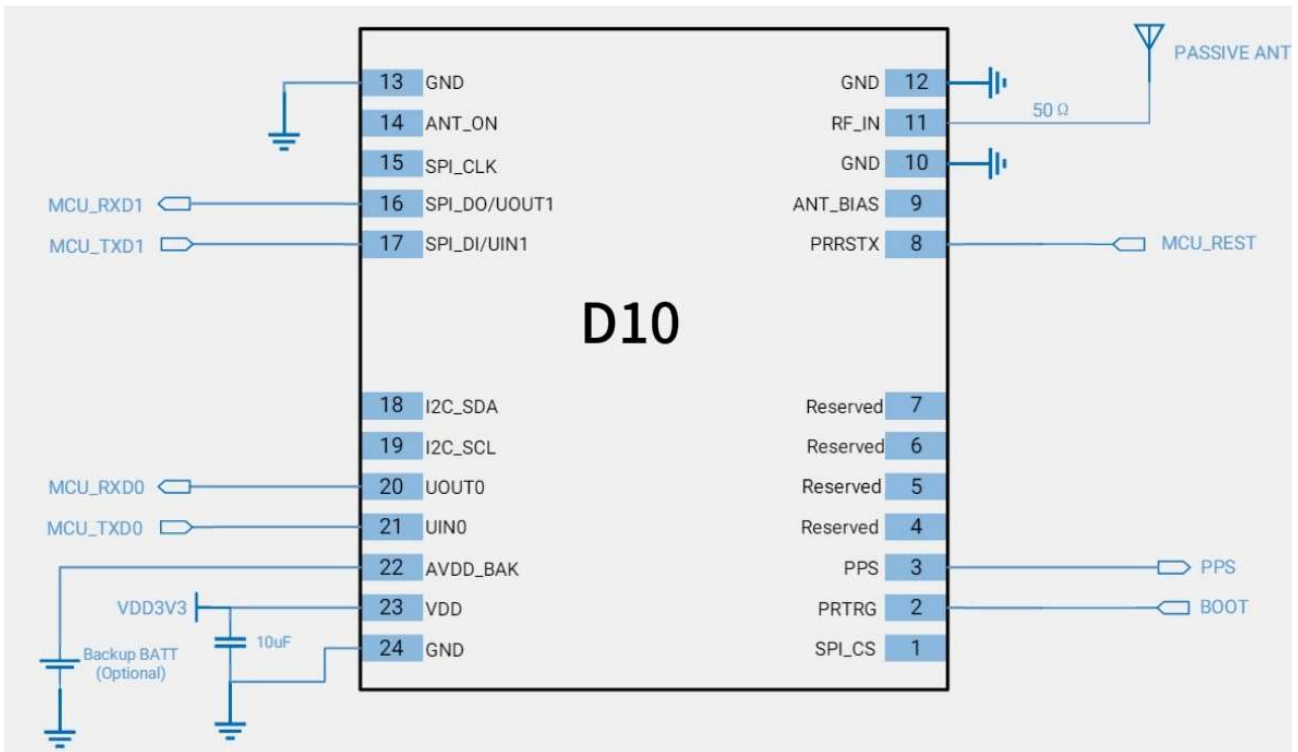 PASSIVE ANT
13 GND
GND 12
14 ANT_ON
50 Ω
RF_IN 11
15 SPI_CLK
GND 10
MCU_RXD1
16 SPI_DO/UOUT1
ANT_BIAS 9
MCU_TXD1
17 SPI_DI/UIN1
PRRSTX 8
MCU_REST
D10
18 I2C_SDA
Reserved 7
19 I2C_SCL
Reserved 6
MCU_RXD0
20 UOUT0
Reserved 5
MCU_TXD0
21 UIN0
Reserved 4
22 AVDD_BAK
PPS 3
PPS
VDD3V3
23 VDD
PRTRG 2
BOOT
10uF
24 GND
SPI_CS 1
Backup BATT
(Optional)